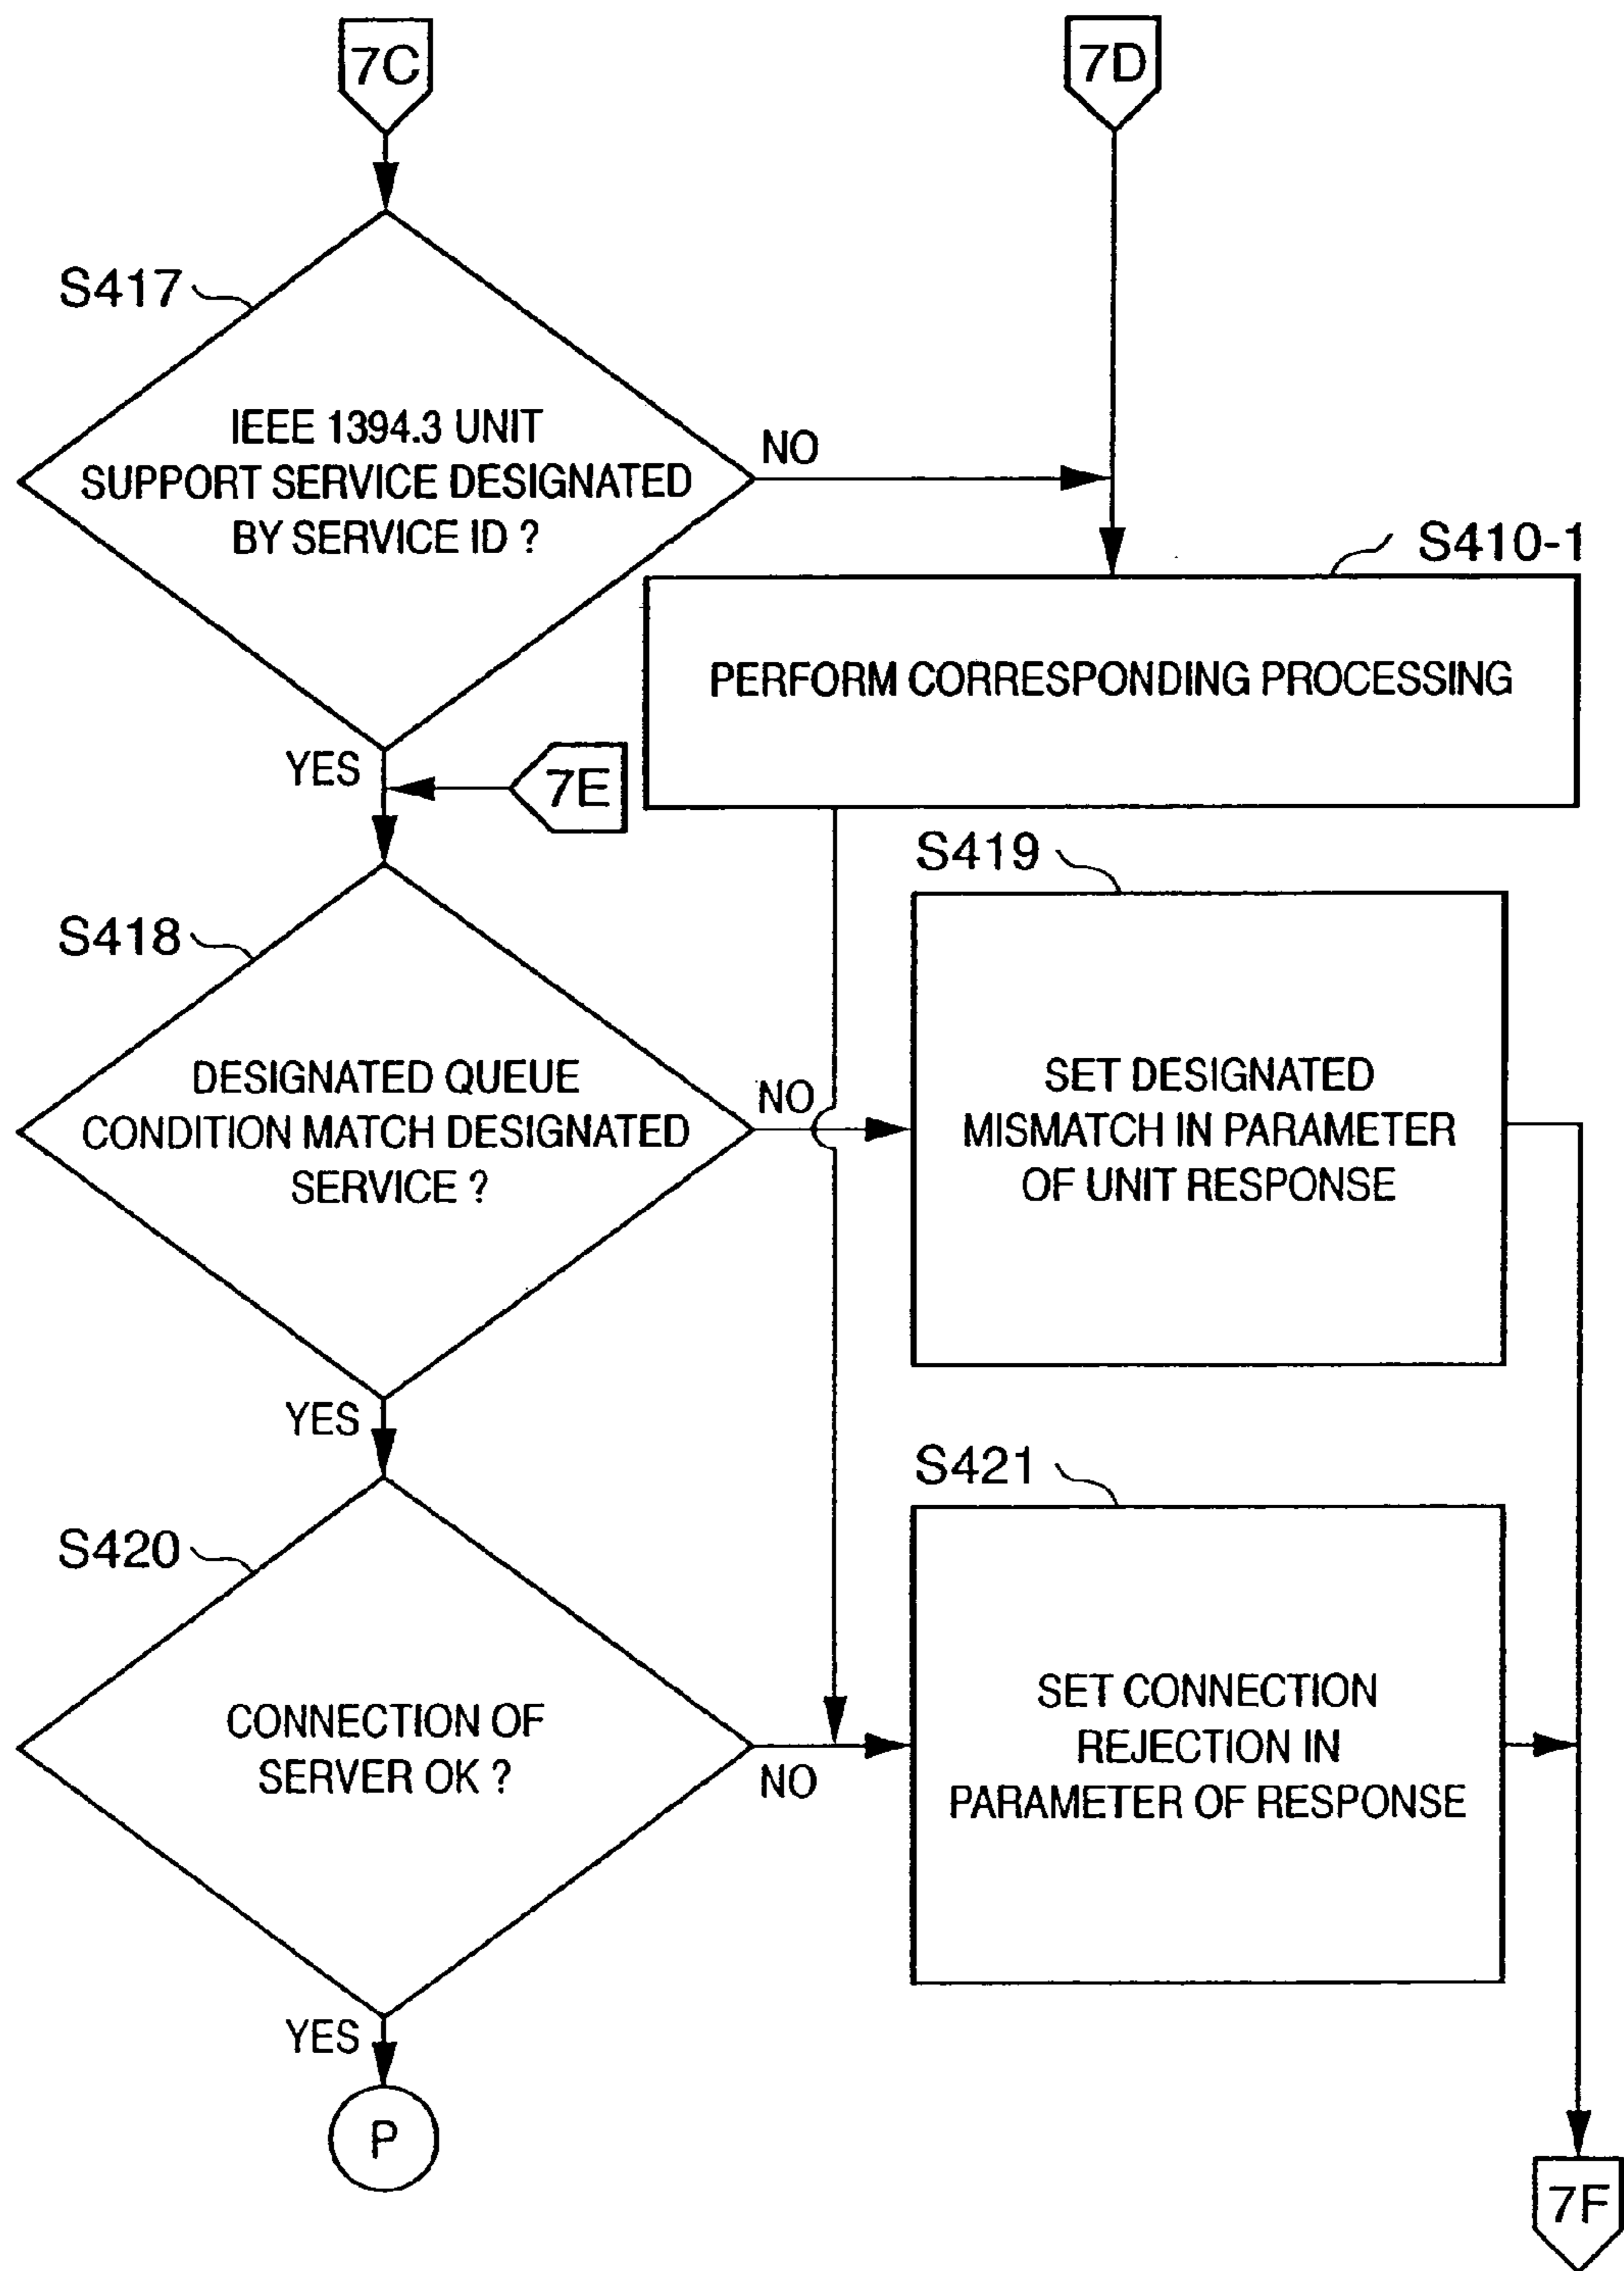 7C
7D
S417
IEEE 1394.3 UNIT
SUPPORT SERVICE DESIGNATED
BY SERVICE ID ?
NO
S410-1
PERFORM CORRESPONDING PROCESSING
YES
7E
S418
DESIGNATED QUEUE
CONDITION MATCH DESIGNATED
SERVICE ?
NO
S419
SET DESIGNATED
MISMATCH IN PARAMETER
OF UNIT RESPONSE
YES
S420
CONNECTION OF
SERVER OK ?
NO
S421
SET CONNECTION
REJECTION IN
PARAMETER OF RESPONSE
YES
P
7F